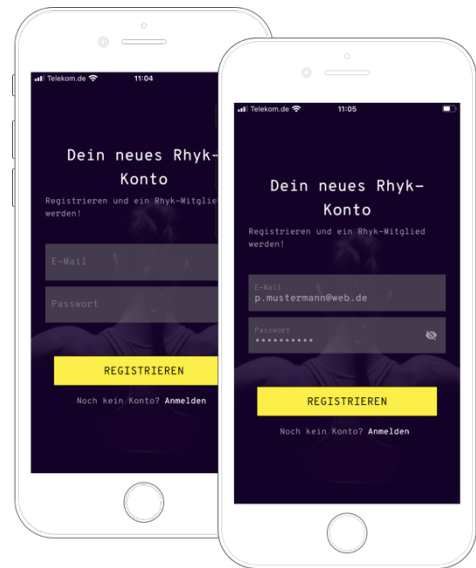 Telekom.de 11:04
Dein neues Rhyk-
Konto
Registrieren und ein Rhyk-Mitglie
werden!
E-Mail
Passwort
REGISTRIEREN
Noch kein Konto? Anmelden
Telekom.de 11:05
Dein neues Rhyk-
Konto
Registrieren und ein Rhyk-Mitglied
werden!
E-Mail
p.mustermann@web.de
Passwort
••••••••••
REGISTRIEREN
Noch kein Konto? Anmelden